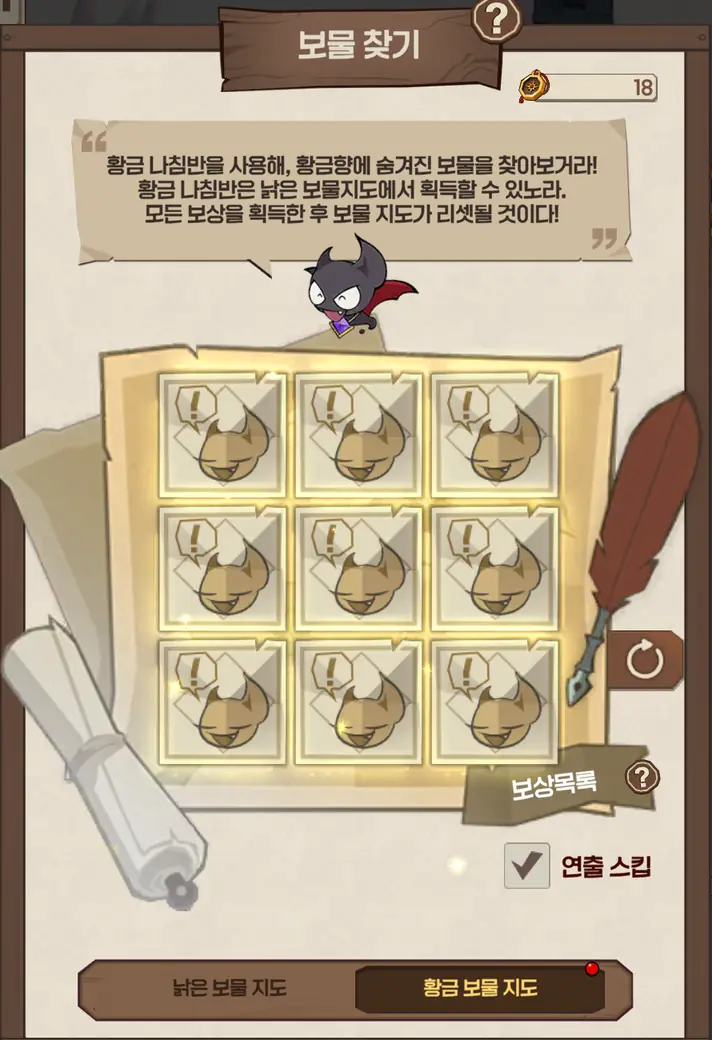 보물 찾기
?
18
“
황금 나침반을 사용해, 황금향에 숨겨진 보물을 찾아보거라!
황금 나침반은 낡은 보물지도에서 획득할 수 있노라.
모든 보상을 획득한 후 보물 지도가 리셋될 것이다!
”
! ! !
! ! !
! ! !
보상목록 ?
연출 스킵
낡은 보물 지도 황금 보물 지도